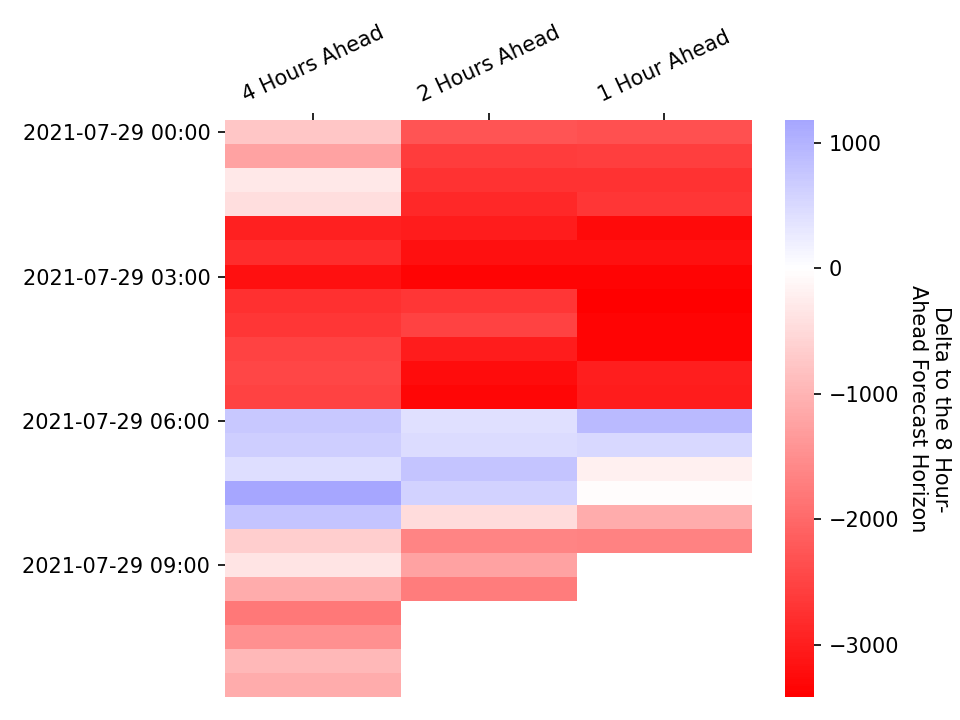 4 Hours Ahead
2 Hours Ahead
1 Hour Ahead
2021-07-29 00:00
2021-07-29 03:00
2021-07-29 06:00
2021-07-29 09:00
1000
0
−1000
−2000
−3000
Delta to the 8 Hour-
Ahead Forecast Horizon